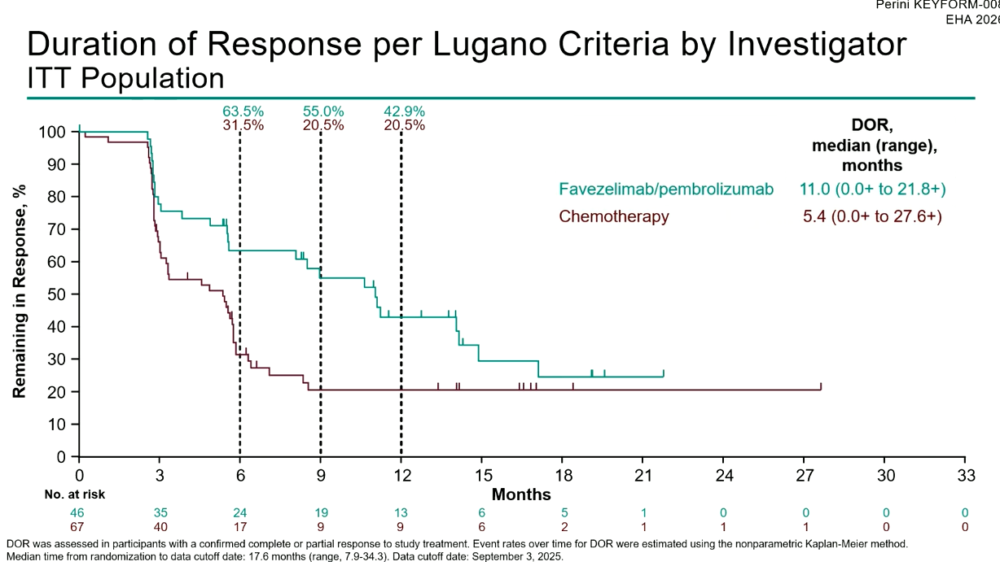 Perini KEYFORM-008
EHA 2026
Duration of Response per Lugano Criteria by Investigator
ITT Population
63.5% 55.0% 42.9%
31.5% 20.5% 20.5%
DOR,
median (range),
months
Favezelimab/pembrolizumab 11.0 (0.0+ to 21.8+)
Chemotherapy 5.4 (0.0+ to 27.6+)
Remaining in Response, %
100
90
80
70
60
50
40
30
20
10
0
0 3 6 9 12 15 18 21 24 27 30 33
Months
No. at risk
46 35 24 19 13 6 5 1 0 0 0 0
67 40 17 9 9 6 2 1 1 1 0 0
DOR was assessed in participants with a confirmed complete or partial response to study treatment. Event rates over time for DOR were estimated using the nonparametric Kaplan-Meier method.
Median time from randomization to data cutoff date: 17.6 months (range, 7.9-34.3). Data cutoff date: September 3, 2025.